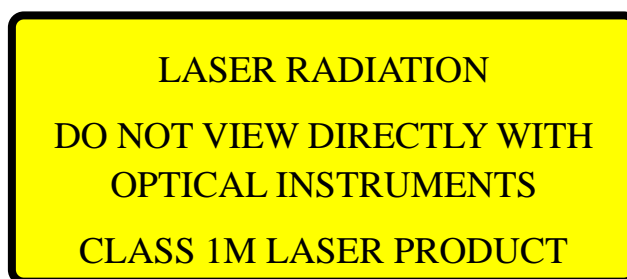 LASER RADIATION
DO NOT VIEW DIRECTLY WITH
OPTICAL INSTRUMENTS
CLASS 1M LASER PRODUCT